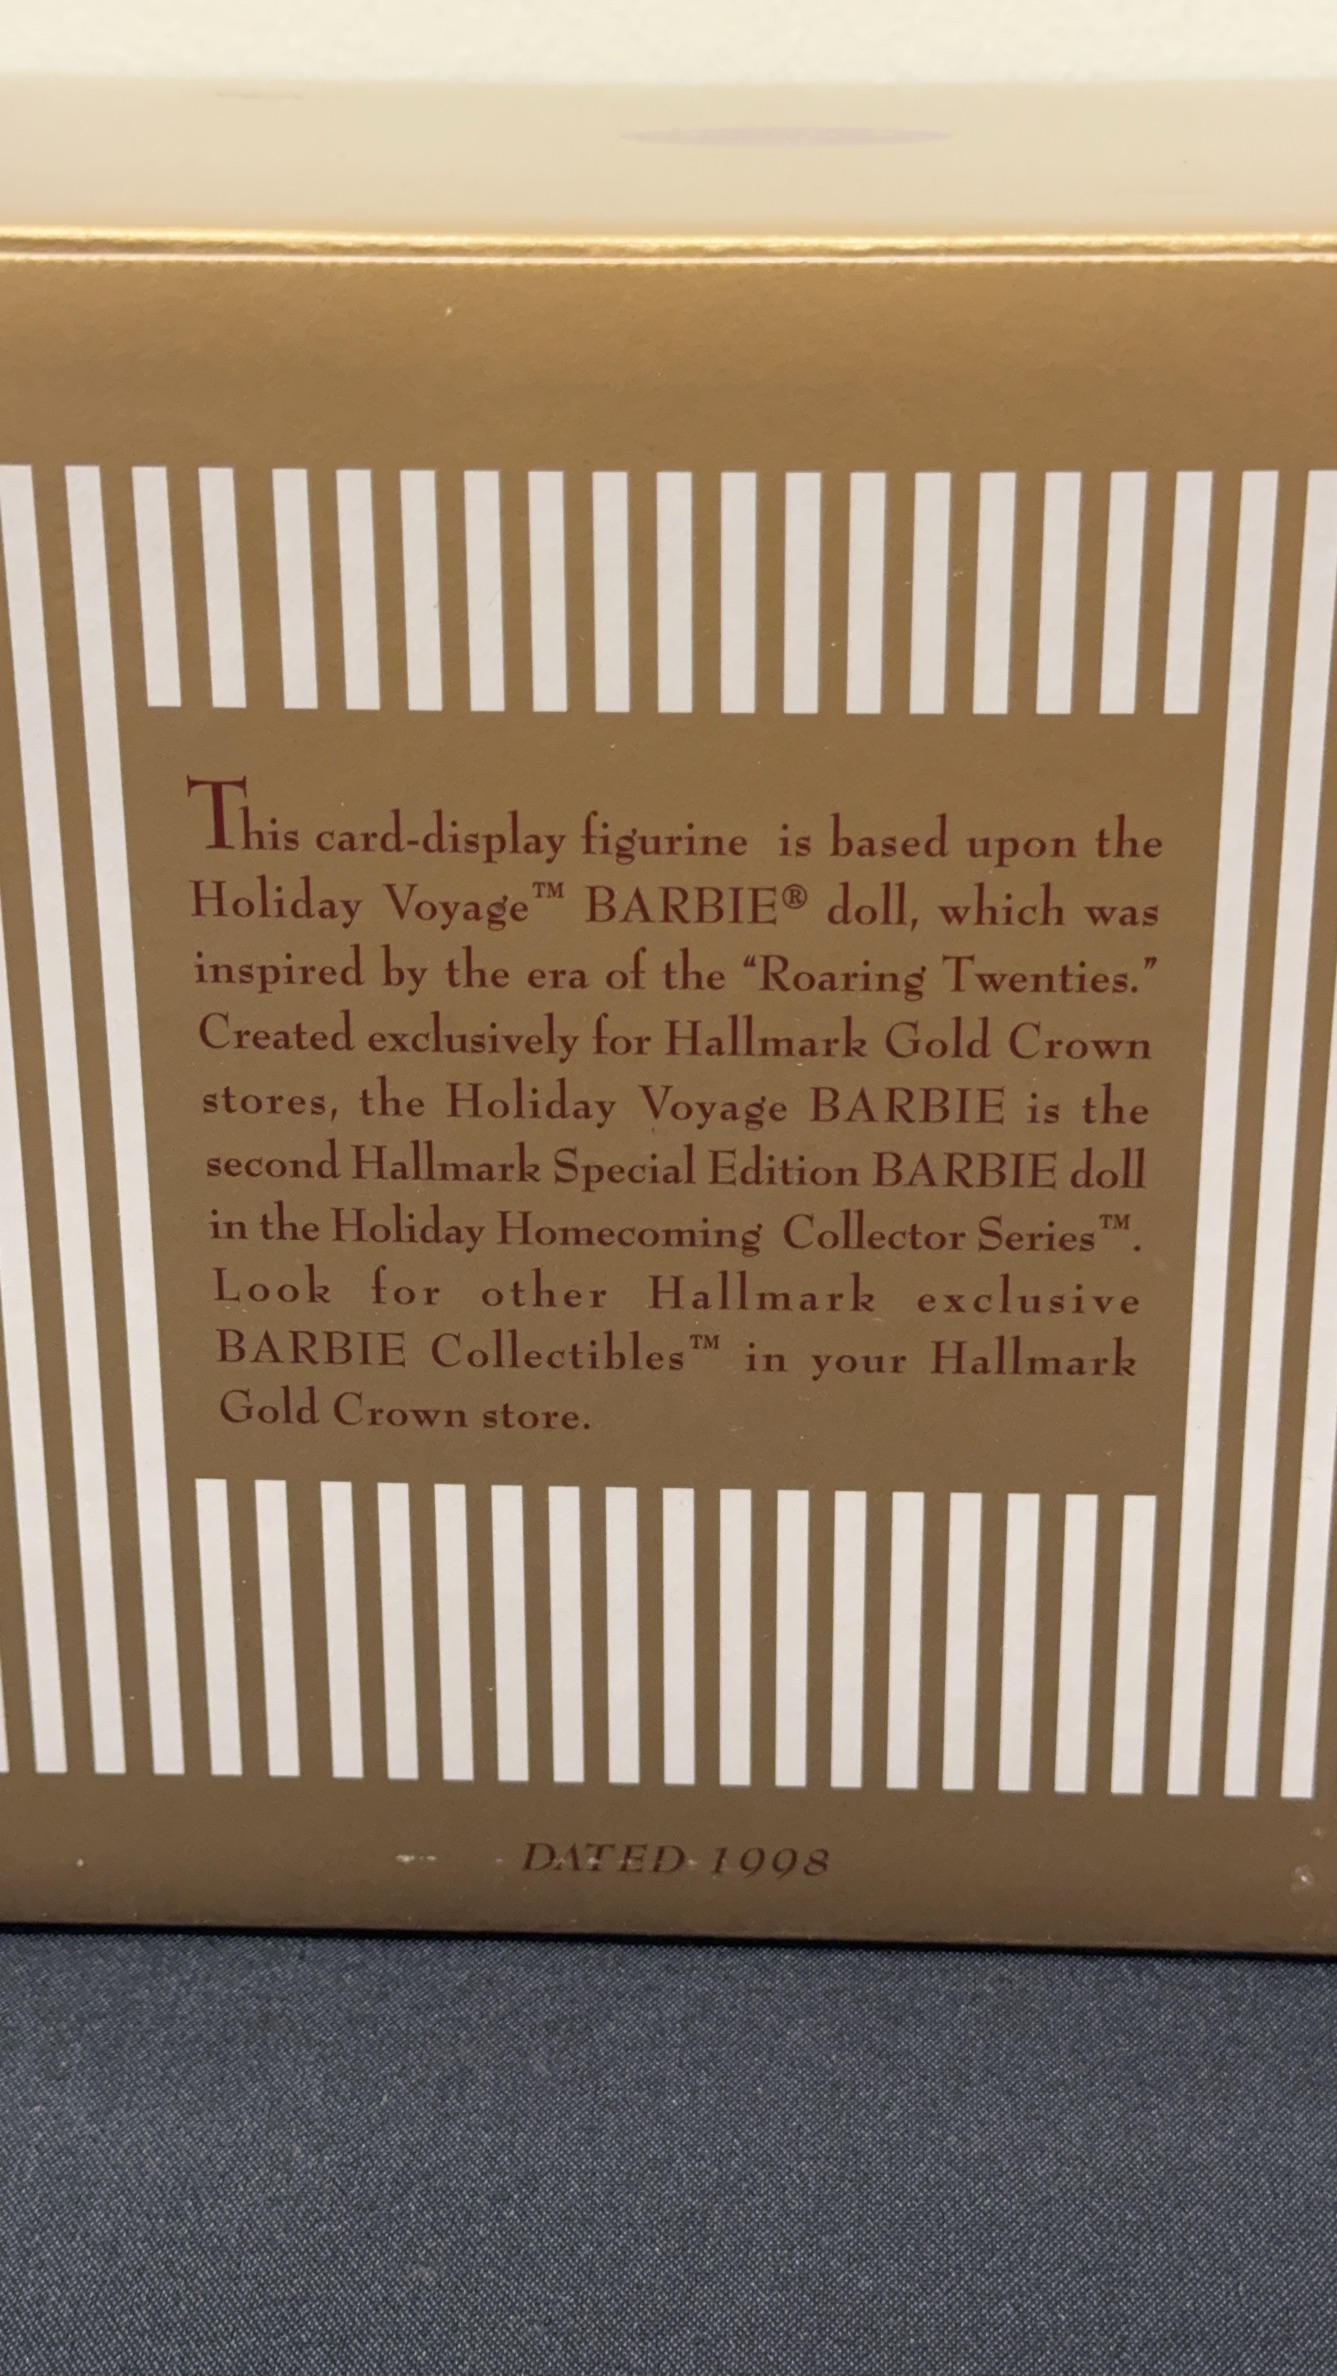 This card-display figurine is based upon the
Holiday Voyage™ BARBIE® doll, which was
inspired by the era of the “Roaring Twenties.”
Created exclusively for Hallmark Gold Crown
stores, the Holiday Voyage BARBIE is the
second Hallmark Special Edition BARBIE doll
in the Holiday Homecoming Collector Series™.
Look for other Hallmark exclusive
BARBIE Collectibles™ in your Hallmark
Gold Crown store.
DATED 1998